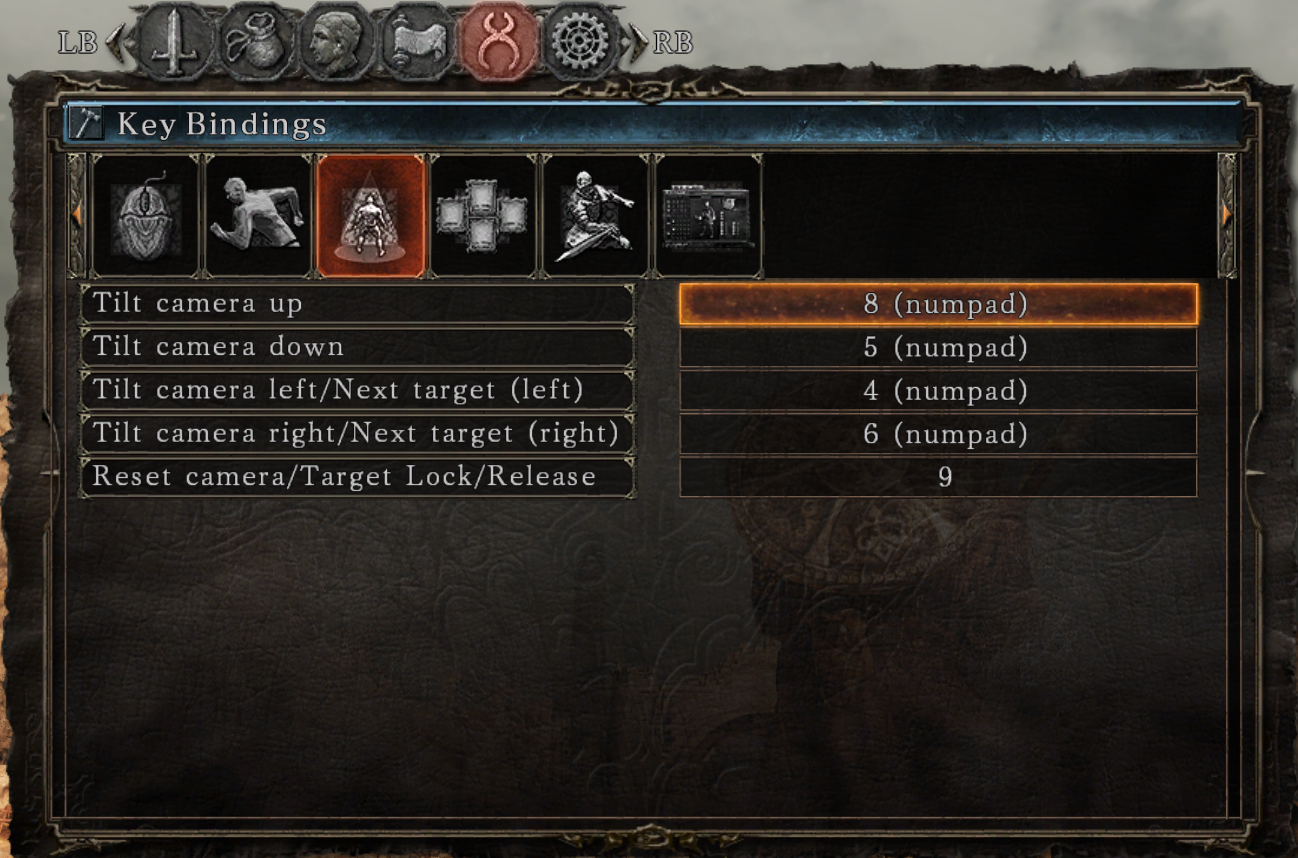 LB RB
Key Bindings
Tilt camera up 8 (numpad)
Tilt camera down 5 (numpad)
Tilt camera left/Next target (left) 4 (numpad)
Tilt camera right/Next target (right) 6 (numpad)
Reset camera/Target Lock/Release 9